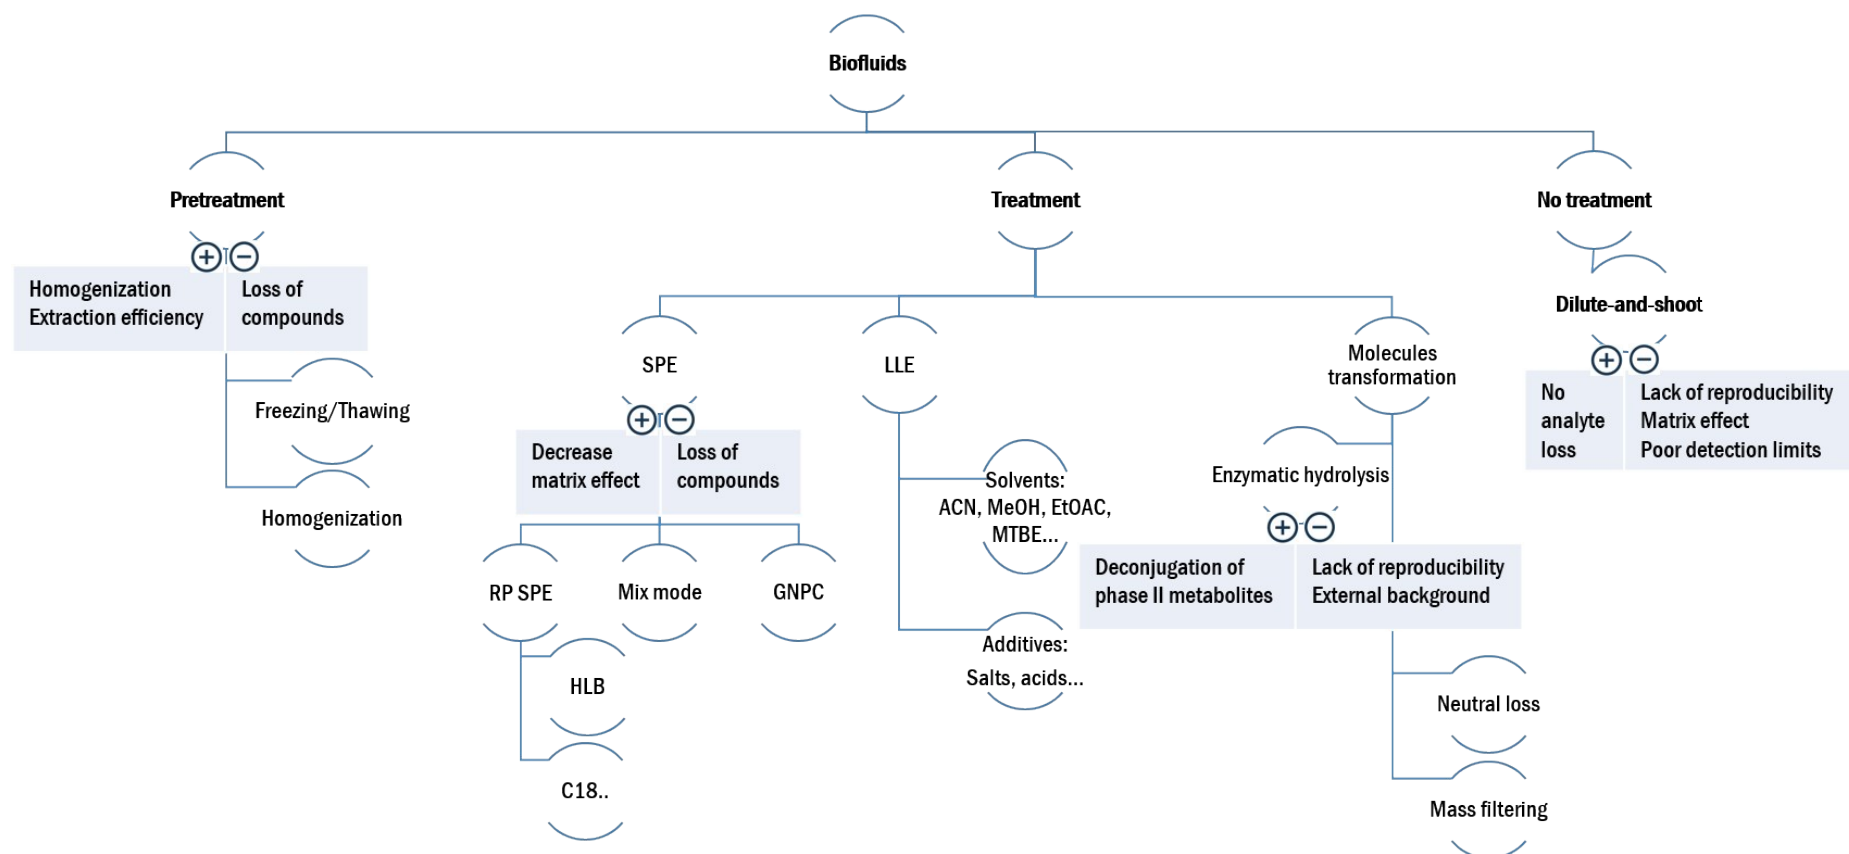 Biofluids
Pretreatment
Treatment
No treatment
+ −
Homogenization
Extraction efficiency
Loss of
compounds
Freezing/Thawing
Homogenization
SPE
+ −
Decrease
matrix effect
Loss of
compounds
RP SPE
Mix mode
GNPC
HLB
C18..
LLE
Solvents:
ACN, MeOH, EtOAC,
MTBE...
Additives:
Salts, acids...
Molecules
transformation
Enzymatic hydrolysis
+ −
Deconjugation of
phase II metabolites
Lack of reproducibility
External background
Neutral loss
Mass filtering
Dilute-and-shoot
+ −
No
analyte
loss
Lack of reproducibility
Matrix effect
Poor detection limits